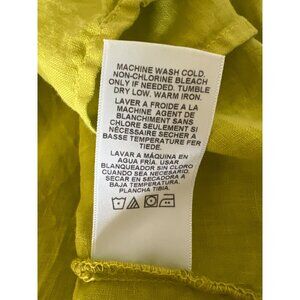 MACHINE WASH COLD.
NON-CHLORINE BLEACH
ONLY IF NEEDED. TUMBLE
DRY LOW. WARM IRON.
LAVER A FROIDE A LA
MACHINE AGENT DE
BLANCHIMENT SANS
CHLORE SEULEMENT SI
NÉCESSAIRE SECHER A
BASSE TEMPERATURE FER
TIEDE.
LAVAR A MÁQUINA EN
AGUA FRÍA. USAR
BLANQUEADOR SIN CLORO
CUANDO SEA NECESARIO.
SECAR EN SECADORA A
BAJA TEMPERATURA.
PLANCHA TIBIA.